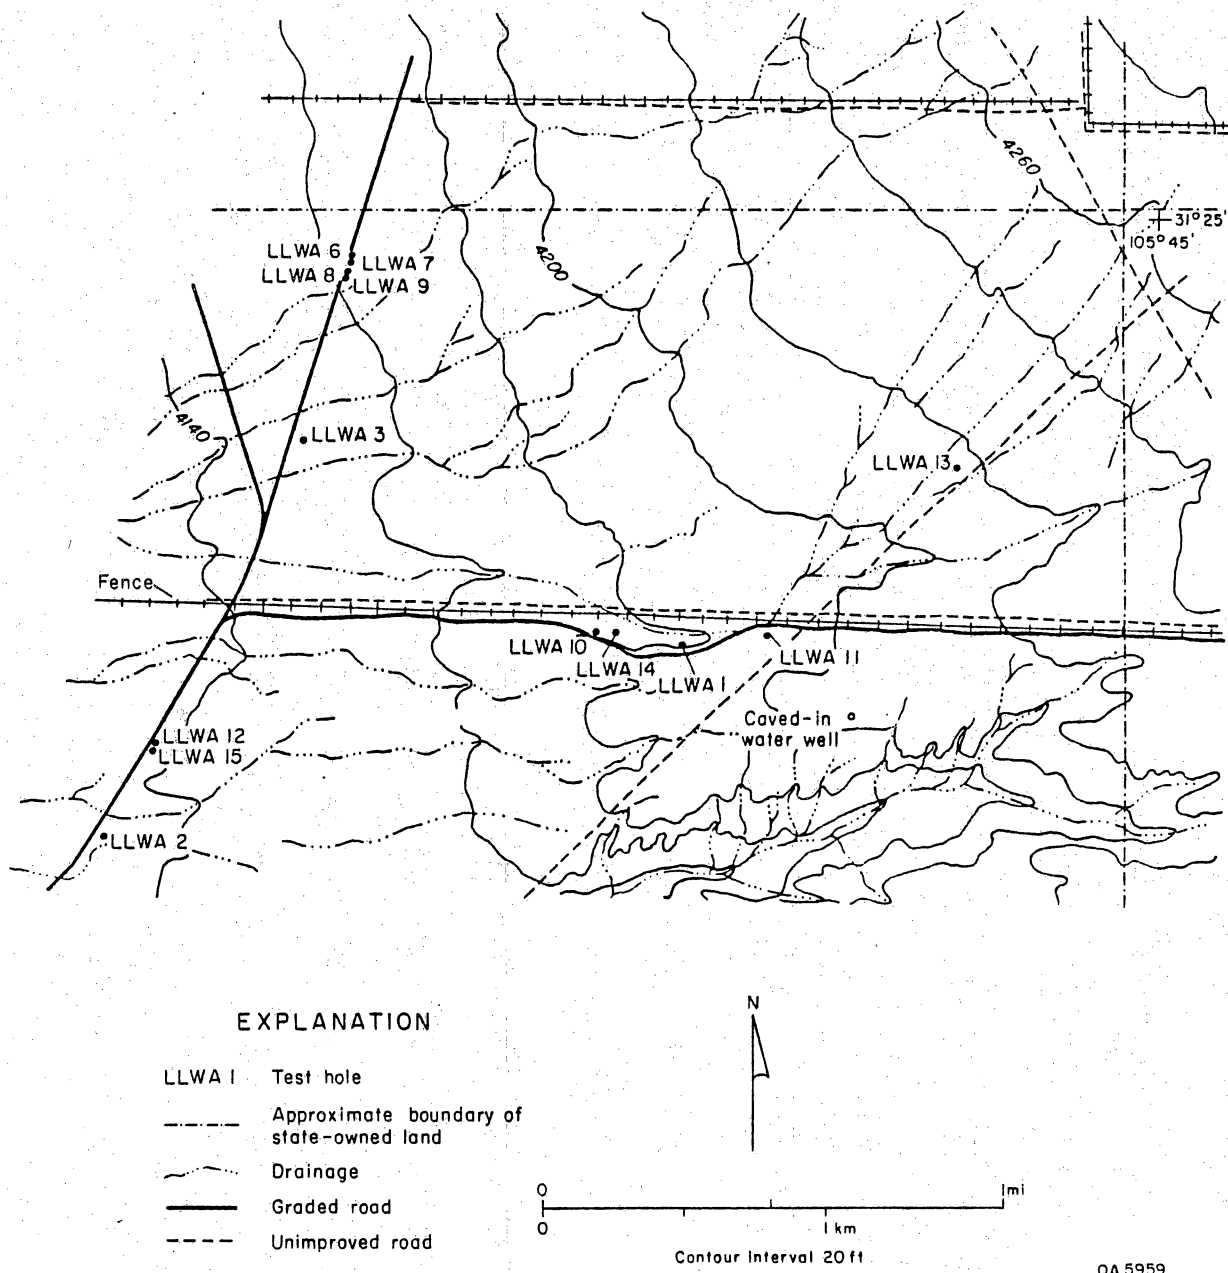 4260
31° 25'
105° 45'
LLWA 6
LLWA 7
LLWA 8
LLWA 9
4200
4140
LLWA 3
LLWA 13
Fence
LLWA 10
LLWA 14
LLWA 1
LLWA 11
Caved-in
water well
LLWA 12
LLWA 15
LLWA 2
EXPLANATION
LLWA 1 Test hole
Approximate boundary of
state-owned land
Drainage
Graded road
Unimproved road
N
0 1 mi
0 1 km
Contour Interval 20 ft
QA 5959